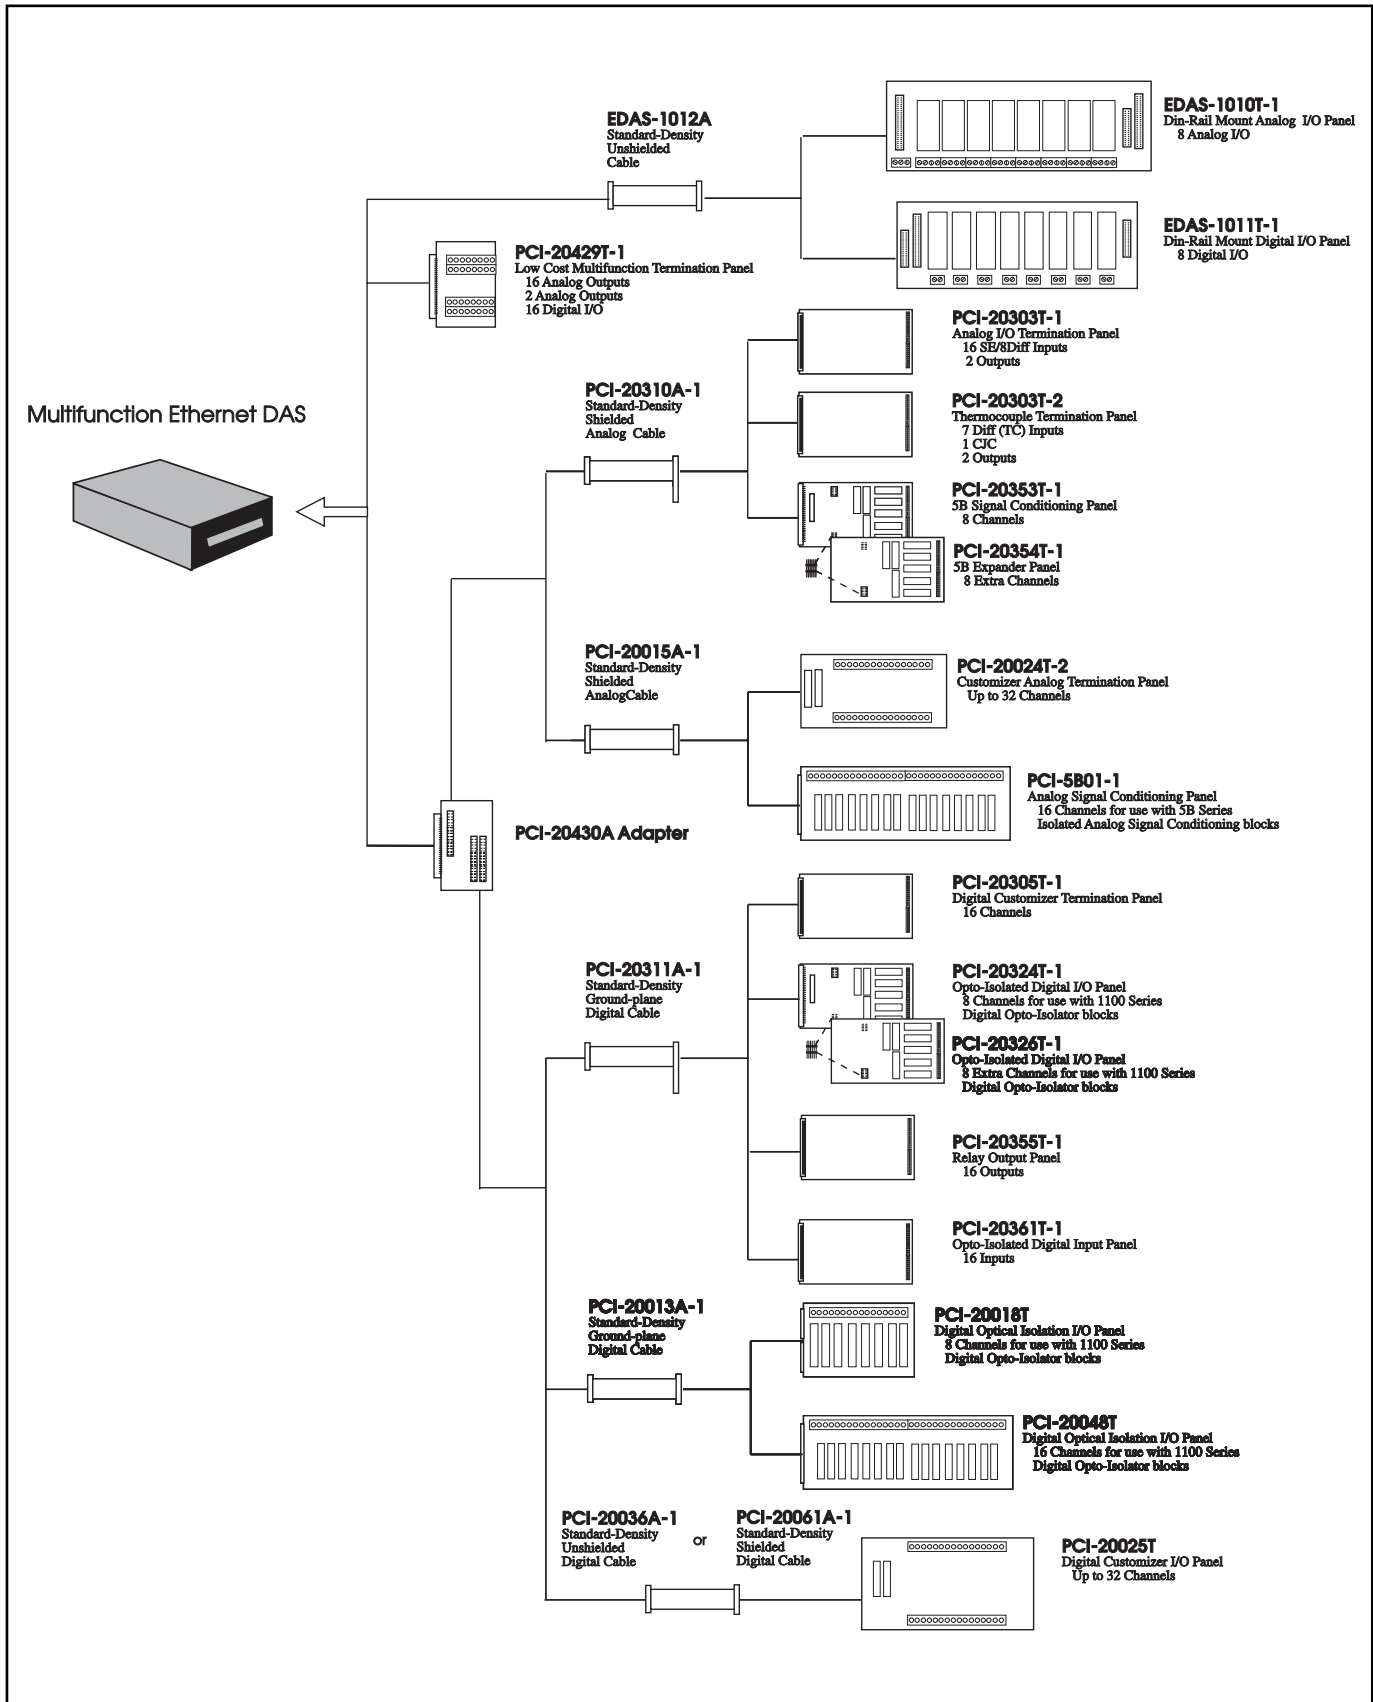 EDAS-1012A
Standard-Density
Unshielded
Cable
EDAS-1010T-1
Din-Rail Mount Analog I/O Panel
8 Analog I/O
EDAS-1011T-1
Din-Rail Mount Digital I/O Panel
8 Digital I/O
PCI-20429T-1
Low Cost Multifunction Termination Panel
16 Analog Outputs
2 Analog Outputs
16 Digital I/O
PCI-20303T-1
Analog I/O Termination Panel
16 SE/8Diff Inputs
2 Outputs
PCI-20310A-1
Standard-Density
Shielded
Analog Cable
Multifunction Ethernet DAS
PCI-20303T-2
Thermocouple Termination Panel
7 Diff (TC) Inputs
1 CJC
2 Outputs
PCI-20353T-1
5B Signal Conditioning Panel
8 Channels
PCI-20354T-1
5B Expander Panel
8 Extra Channels
PCI-20015A-1
Standard-Density
Shielded
AnalogCable
PCI-20024T-2
Customizer Analog Termination Panel
Up to 32 Channels
PCI-5B01-1
Analog Signal Conditioning Panel
16 Channels for use with 5B Series
Isolated Analog Signal Conditioning blocks
PCI-20430A Adapter
PCI-20305T-1
Digital Customizer Termination Panel
16 Channels
PCI-20311A-1
Standard-Density
Ground-plane
Digital Cable
PCI-20324T-1
Opto-Isolated Digital I/O Panel
8 Channels for use with 1100 Series
Digital Opto-Isolator blocks
PCI-20326T-1
Opto-Isolated Digital I/O Panel
8 Extra Channels for use with 1100 Series
Digital Opto-Isolator blocks
PCI-20355T-1
Relay Output Panel
16 Outputs
PCI-20361T-1
Opto-Isolated Digital Input Panel
16 Inputs
PCI-20013A-1
Standard-Density
Ground-plane
Digital Cable
PCI-20018T
Digital Optical Isolation I/O Panel
8 Channels for use with 1100 Series
Digital Opto-Isolator blocks
PCI-20048T
Digital Optical Isolation I/O Panel
16 Channels for use with 1100 Series
Digital Opto-Isolator blocks
PCI-20036A-1
Standard-Density
Unshielded
Digital Cable
or
PCI-20061A-1
Standard-Density
Shielded
Digital Cable
PCI-20025T
Digital Customizer I/O Panel
Up to 32 Channels